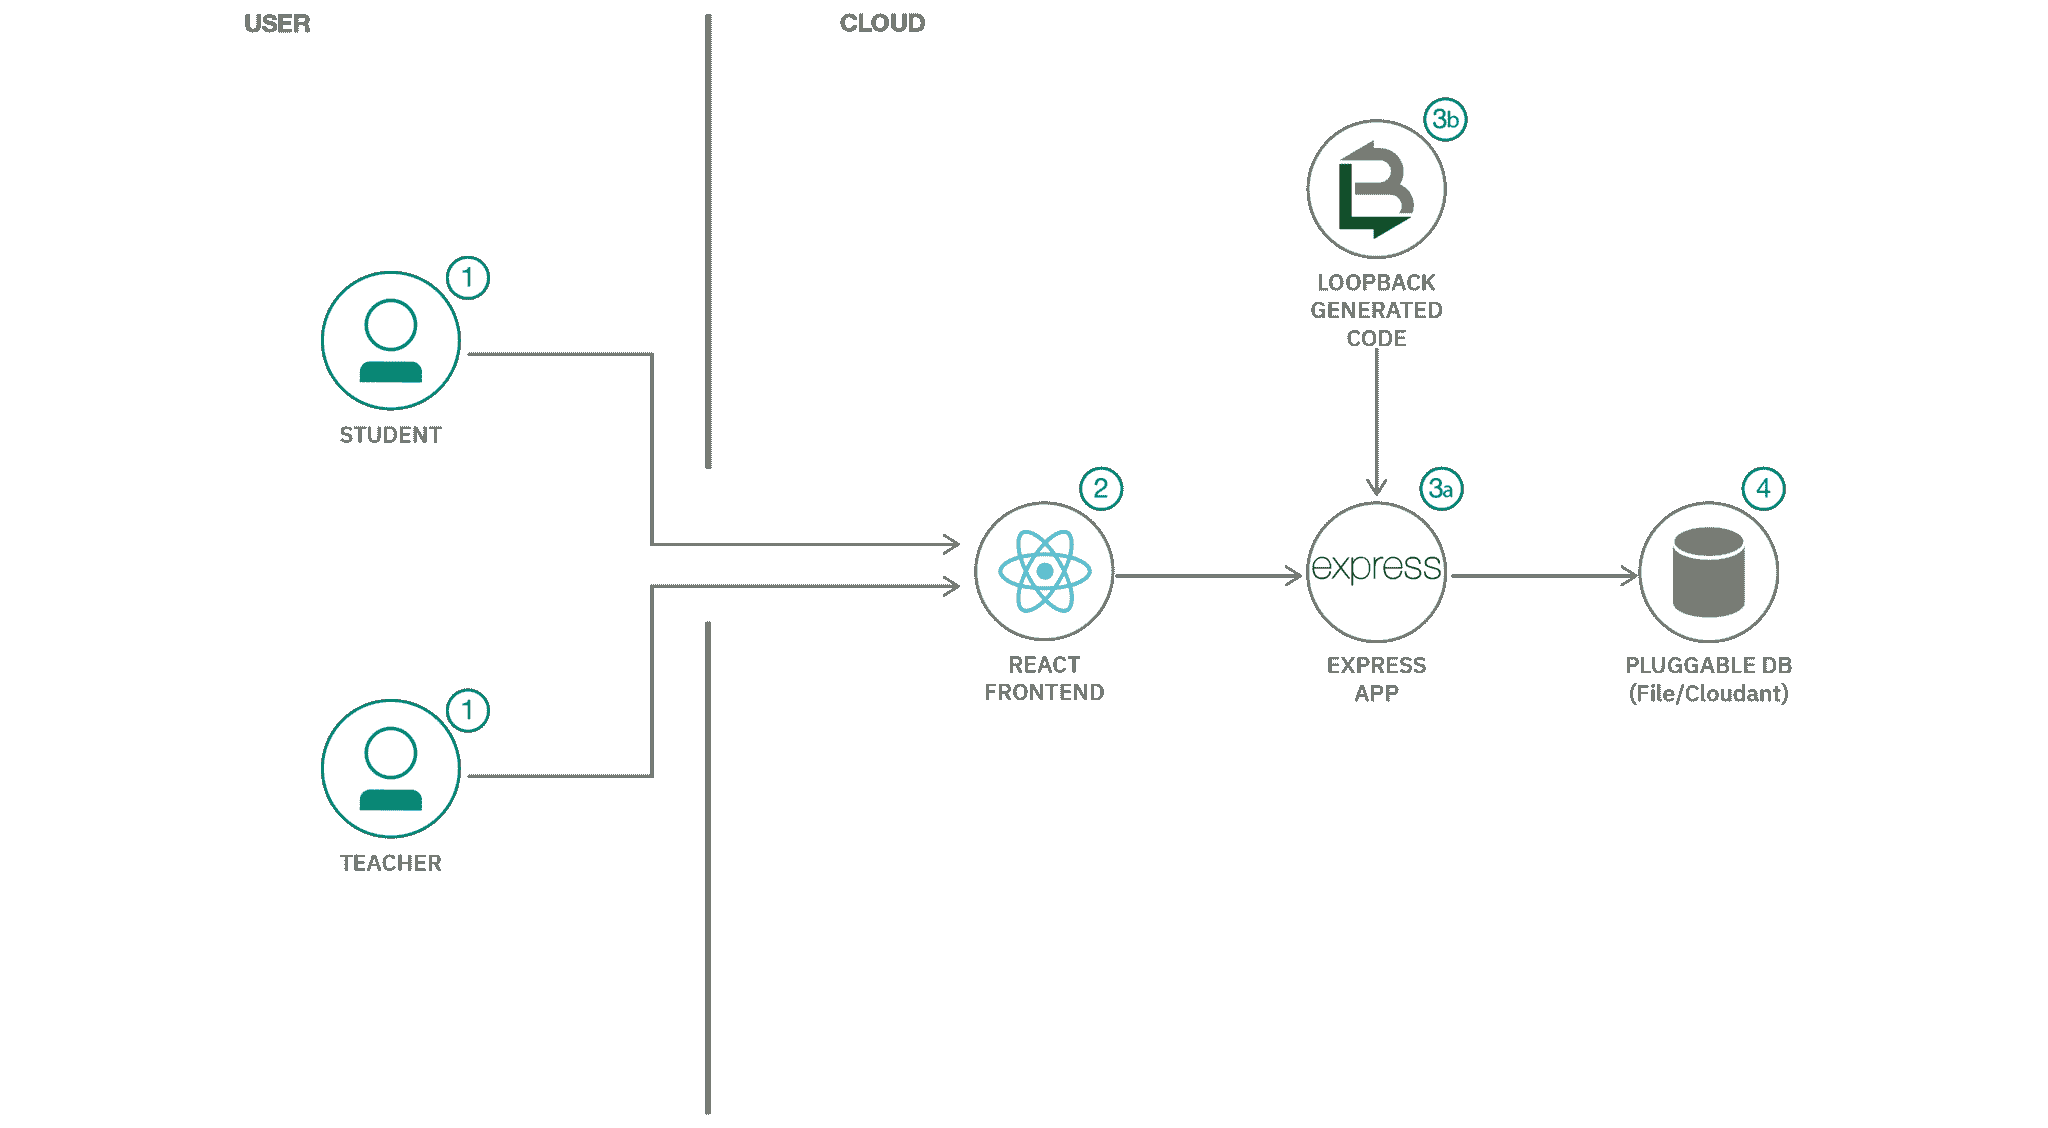 USER
CLOUD
3b
LOOPBACK
GENERATED
CODE
1
STUDENT
2
REACT
FRONTEND
3a
express
EXPRESS
APP
4
PLUGGABLE DB
(File/Cloudant)
1
TEACHER